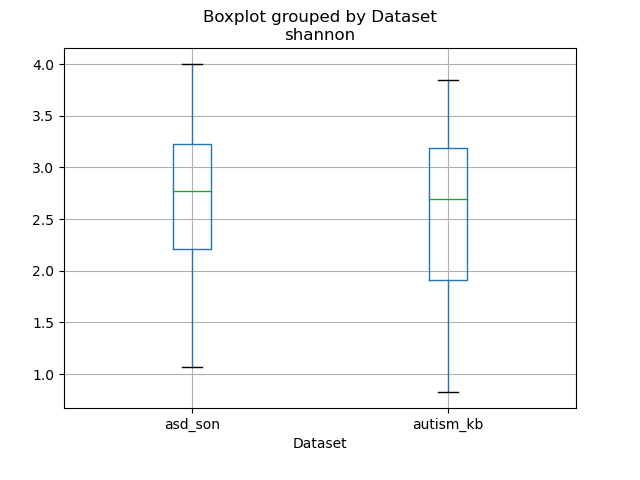 Boxplot grouped by Dataset
shannon
4.0
3.5
3.0
2.5
2.0
1.5
1.0
asd_son autism_kb
Dataset